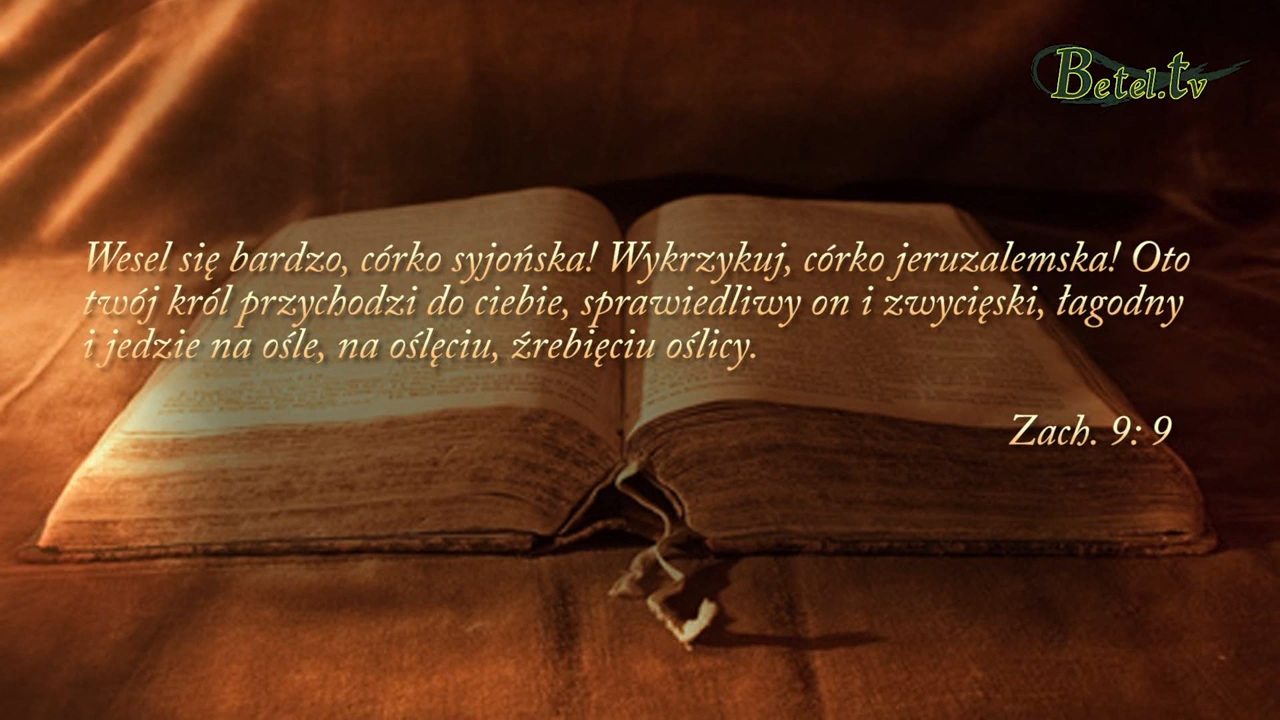 Betel.tv
Wesel się bardzo, córko syjońska! Wykrzykuj, córko jeruzalemska! Oto
twój król przychodzi do ciebie, sprawiedliwy on i zwycięski, łagodny
i jedzie na ośle, na oślęciu, źrebięciu oślicy.
Zach. 9: 9